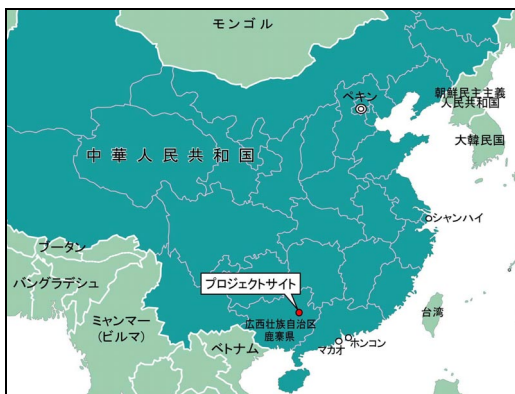 モンゴル
ペキン
朝鮮民主主義
人民共和国
大韓民国
中華人民共和国
シャンハイ
ブータン
バングラデシュ
プロジェクトサイト
ミャンマー
(ビルマ)
広西壮族自治区
鹿寨県
台湾
ベトナム
マカオ
ホンコン